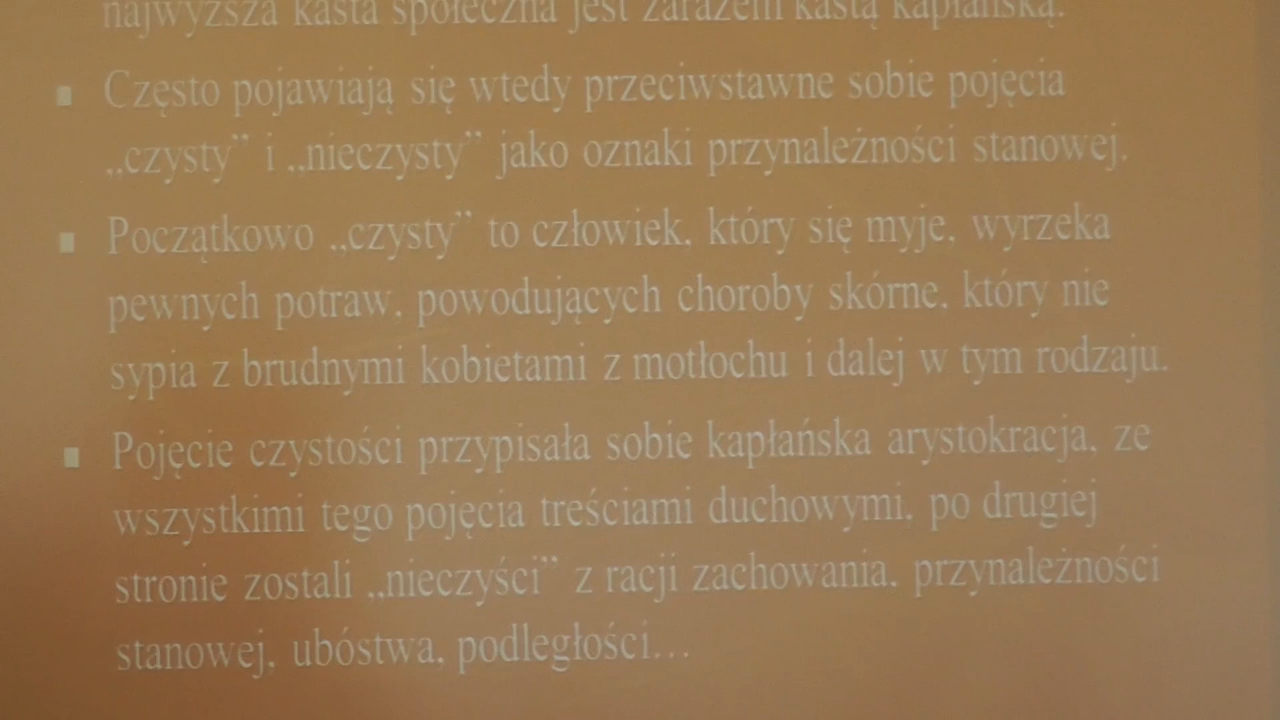 najwyższa kasta społeczna jest zarazem kastą kapłańską.
▪ Często pojawiają się wtedy przeciwstawne sobie pojęcia
„czysty” i „nieczysty” jako oznaki przynależności stanowej.
▪ Początkowo „czysty” to człowiek, który się myje, wyrzeka
pewnych potraw, powodujących choroby skórne, który nie
sypia z brudnymi kobietami z motłochu i dalej w tym rodzaju.
▪ Pojęcie czystości przypisała sobie kapłańska arystokracja, ze
wszystkimi tego pojęcia treściami duchowymi, po drugiej
stronie zostali „nieczyści” z racji zachowania, przynależności
stanowej, ubóstwa, podległości…